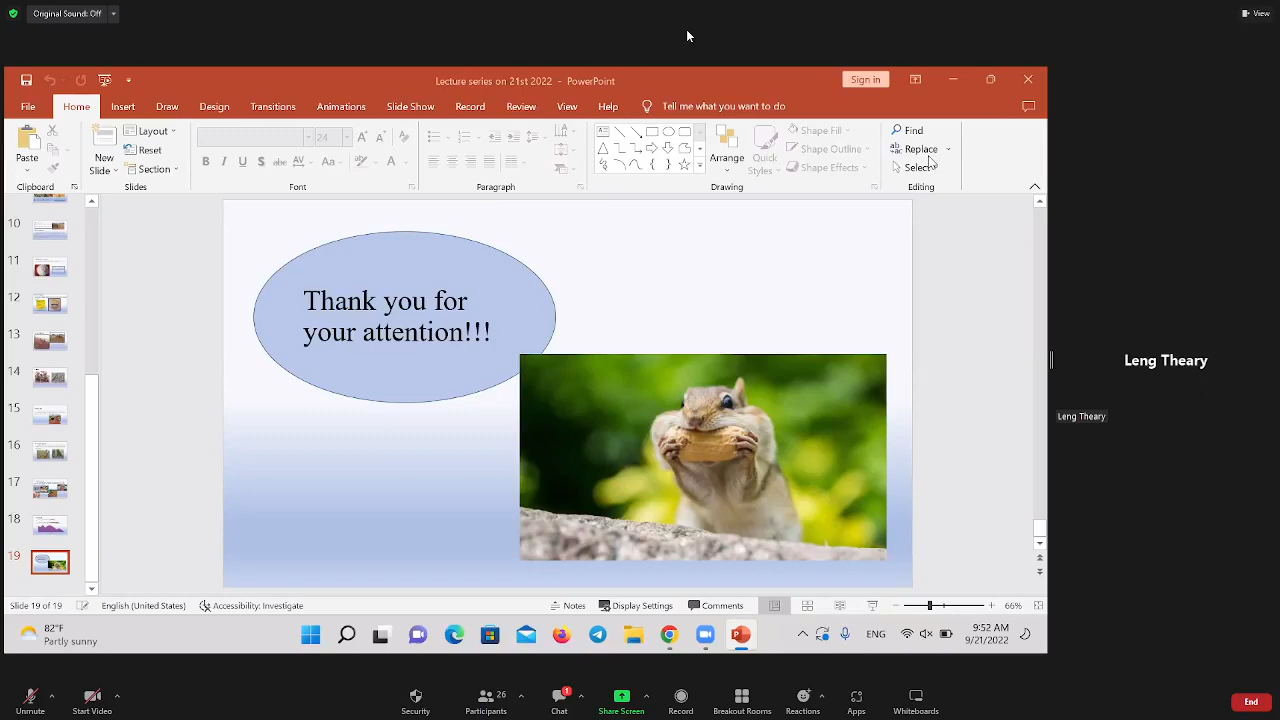 Original Sound: Off
View
Lecture series on 21st 2022 - PowerPoint
Sign in
File Home Insert Draw Design Transitions Animations Slide Show Record Review View Help Tell me what you want to do
Paste
New
Slide
Layout
Reset
Section
24
B I U S abc AV Aa A
Arrange
Quick
Styles
Shape Fill
Shape Outline
Shape Effects
Find
Replace
Select
Clipboard Slides Font Paragraph Drawing Editing
10
11
12
13
14
15
16
17
18
19
Thank you for
your attention!!!
Leng Theary
Leng Theary
Slide 19 of 19 English (United States) Accessibility: Investigate Notes Display Settings Comments 66%
82°F
Partly sunny
ENG
9:52 AM
9/21/2022
Unmute Start Video Security Participants 26 Chat 1 Share Screen Record Breakout Rooms Reactions Apps Whiteboards End